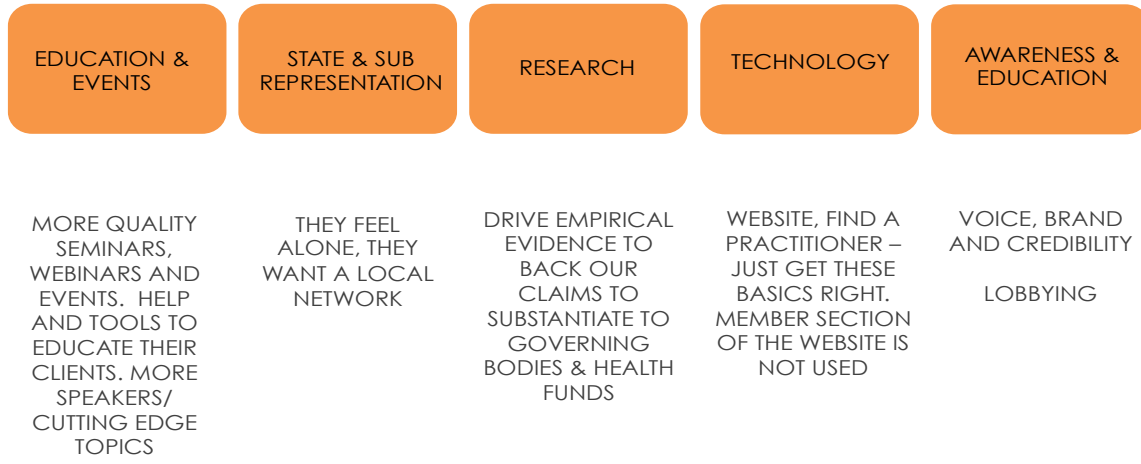 EDUCATION &
EVENTS
STATE & SUB
REPRESENTATION
RESEARCH
TECHNOLOGY
AWARENESS &
EDUCATION
MORE QUALITY
SEMINARS,
WEBINARS AND
EVENTS.  HELP
AND TOOLS TO
EDUCATE THEIR
CLIENTS. MORE
SPEAKERS/
CUTTING EDGE
TOPICS
THEY FEEL
ALONE, THEY
WANT A LOCAL
NETWORK
DRIVE EMPIRICAL
EVIDENCE TO
BACK OUR
CLAIMS TO
SUBSTANTIATE TO
GOVERNING
BODIES & HEALTH
FUNDS
WEBSITE, FIND A
PRACTITIONER –
JUST GET THESE
BASICS RIGHT.
MEMBER SECTION
OF THE WEBSITE IS
NOT USED
VOICE, BRAND
AND CREDIBILITY
LOBBYING